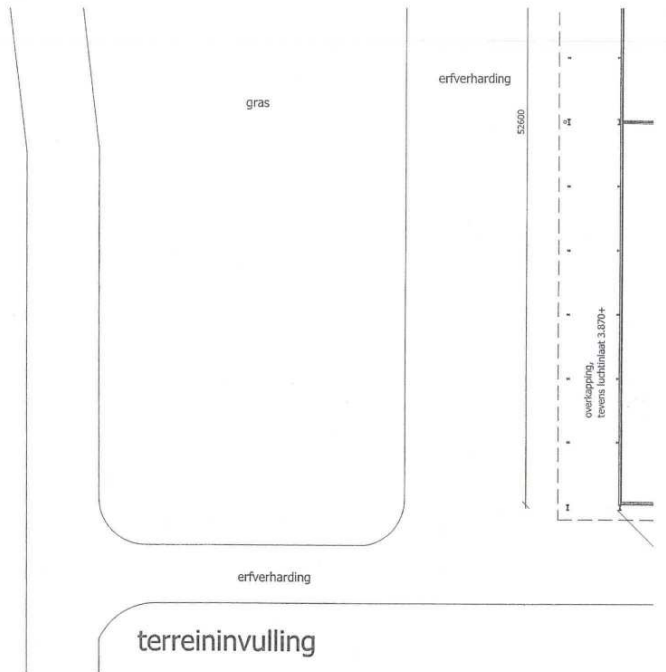 erfverharding
gras
52600
overkapping,
tevens luchtinlaat 3.870+
erfverharding
terreininvulling